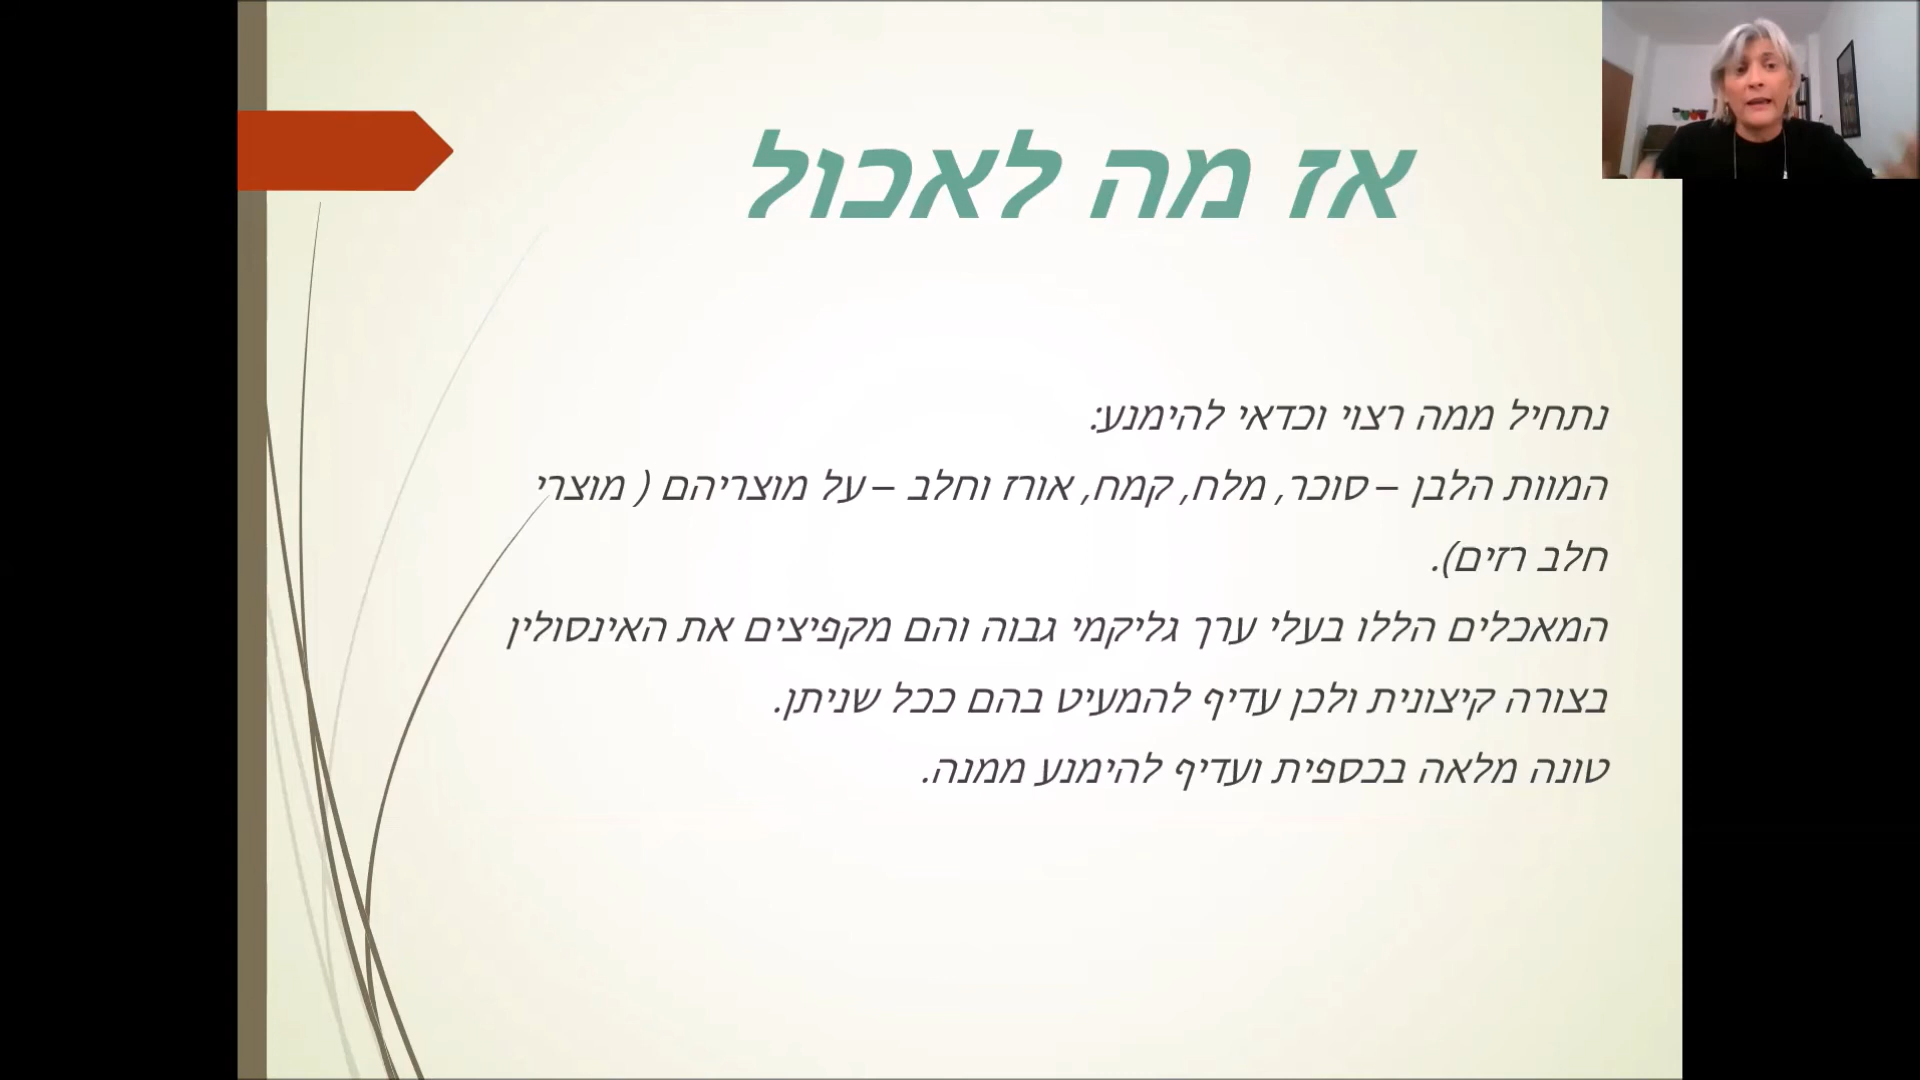 אז מה לאכול
נתחיל ממה רצוי וכדאי להימנע:
המוות הלבן – סוכר, מלח, קמח, אורז וחלב – על מוצריהם ( מוצרי
חלב רזים).
המאכלים הללו בעלי ערך גליקמי גבוה והם מקפיצים את האינסולין
בצורה קיצונית ולכן עדיף להמעיט בהם ככל שניתן.
טונה מלאה בכספית ועדיף להימנע ממנה.